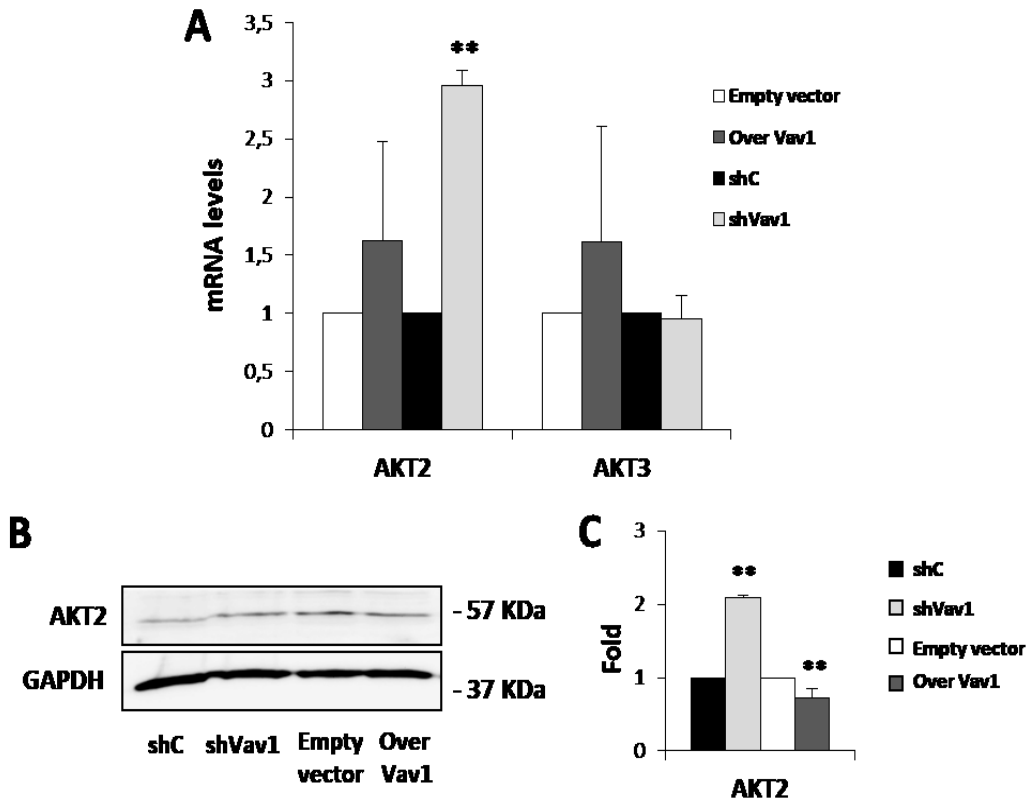 A
3,5
3
2,5
2
1,5
1
0,5
0
mRNA levels
**
Empty vector
Over Vav1
shC
shVav1
AKT2
AKT3
B
AKT2
- 57 KDa
GAPDH
- 37 KDa
shC
shVav1
Empty
vector
Over
Vav1
C
3
2
1
0
Fold
**
**
shC
shVav1
Empty vector
Over Vav1
AKT2